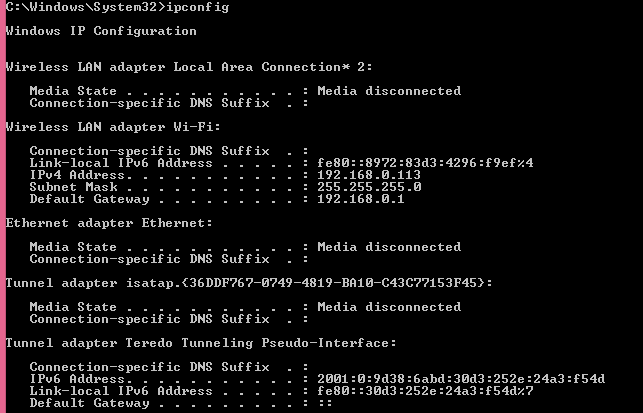 C:\Windows\System32>ipconfig
Windows IP Configuration
Wireless LAN adapter Local Area Connection* 2:
Media State . . . . . . . . . . . : Media disconnected
Connection-specific DNS Suffix  . :
Wireless LAN adapter Wi-Fi:
Connection-specific DNS Suffix  . :
Link-local IPv6 Address . . . . . : fe80::8972:83d3:4296:f9ef%4
IPv4 Address. . . . . . . . . . . : 192.168.0.113
Subnet Mask . . . . . . . . . . . : 255.255.255.0
Default Gateway . . . . . . . . . : 192.168.0.1
Ethernet adapter Ethernet:
Media State . . . . . . . . . . . : Media disconnected
Connection-specific DNS Suffix  . :
Tunnel adapter isatap.{36DDF767-0749-4819-BA10-C43C77153F45}:
Media State . . . . . . . . . . . : Media disconnected
Connection-specific DNS Suffix  . :
Tunnel adapter Teredo Tunneling Pseudo-Interface:
Connection-specific DNS Suffix  . :
IPv6 Address. . . . . . . . . . . : 2001:0:9d38:6abd:30d3:252e:24a3:f54d
Link-local IPv6 Address . . . . . : fe80::30d3:252e:24a3:f54d%7
Default Gateway . . . . . . . . . : ::